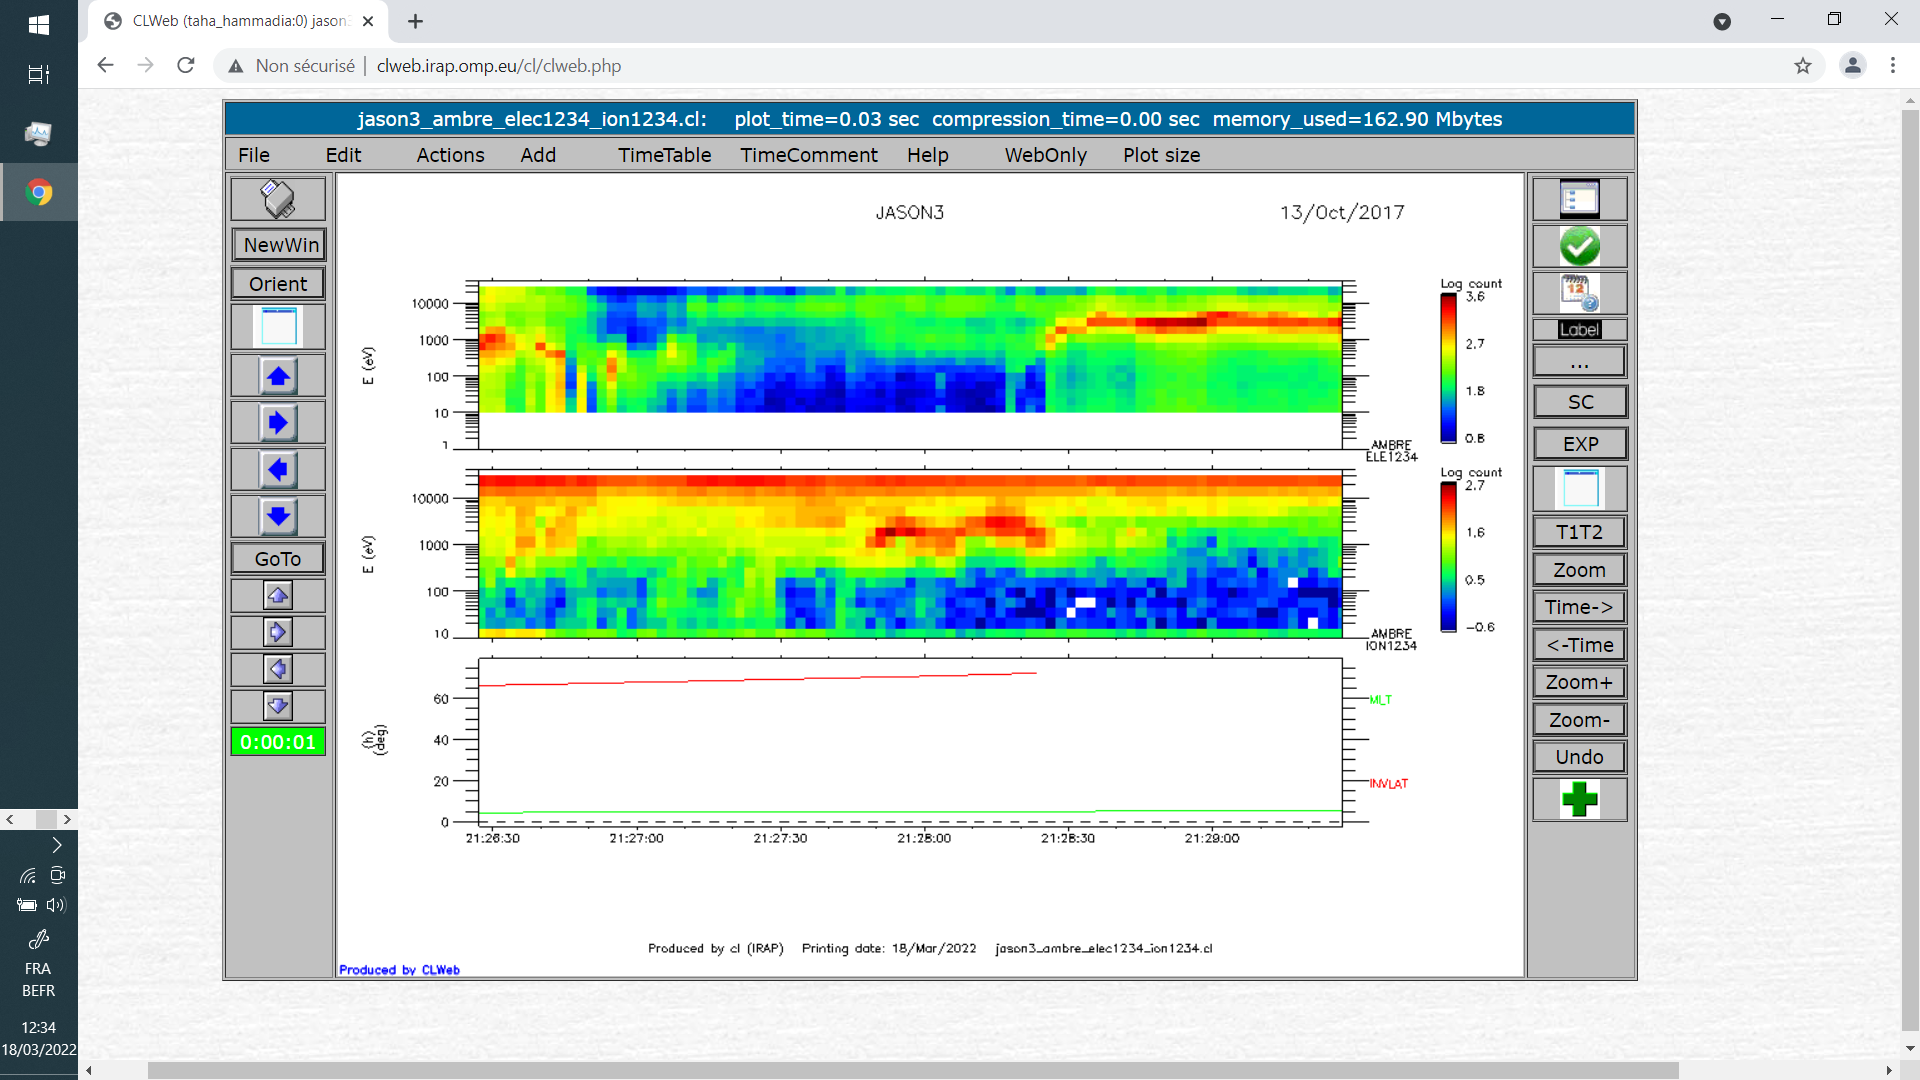 CLWeb (taha_hammadia:0) jason3
Non sécurisé | clweb.irap.omp.eu/cl/clweb.php
jason3_ambre_elec1234_ion1234.cl: plot_time=0.03 sec compression_time=0.00 sec memory_used=162.90 Mbytes
File Edit Actions Add TimeTable TimeComment Help WebOnly Plot size
NewWin
Orient
GoTo
0:00:01
JASON3 13/Oct/2017
E (eV)
10000
1000
100
10
1
Log count
3.6
2.7
1.8
0.8
AMBRE
ELE1234
E (eV)
10000
1000
100
10
Log count
2.7
1.6
0.5
-0.6
AMBRE
ION1234
(h)
(deg)
60
40
20
0
MLT
INVLAT
21:26:30 21:27:00 21:27:30 21:28:00 21:28:30 21:29:00
Produced by cl (IRAP) Printing date: 18/Mar/2022 jason3_ambre_elec1234_ion1234.cl
Produced by CLWeb
12
Label
...
SC
EXP
T1T2
Zoom
Time->
<-Time
Zoom+
Zoom-
Undo
FRA
BEFR
12:34
18/03/2022